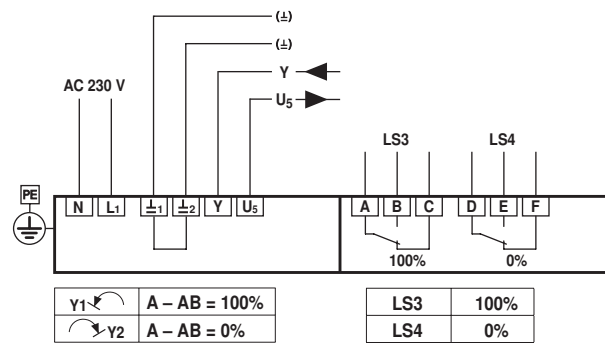 (⊥)
(⊥)
Y
AC 230 V
U5
LS3 LS4
PE
N L1 ⊥1 ⊥2 Y U5 A B C D E F
100% 0%
Y1 A – AB = 100%
Y2 A – AB = 0%
LS3 100%
LS4 0%